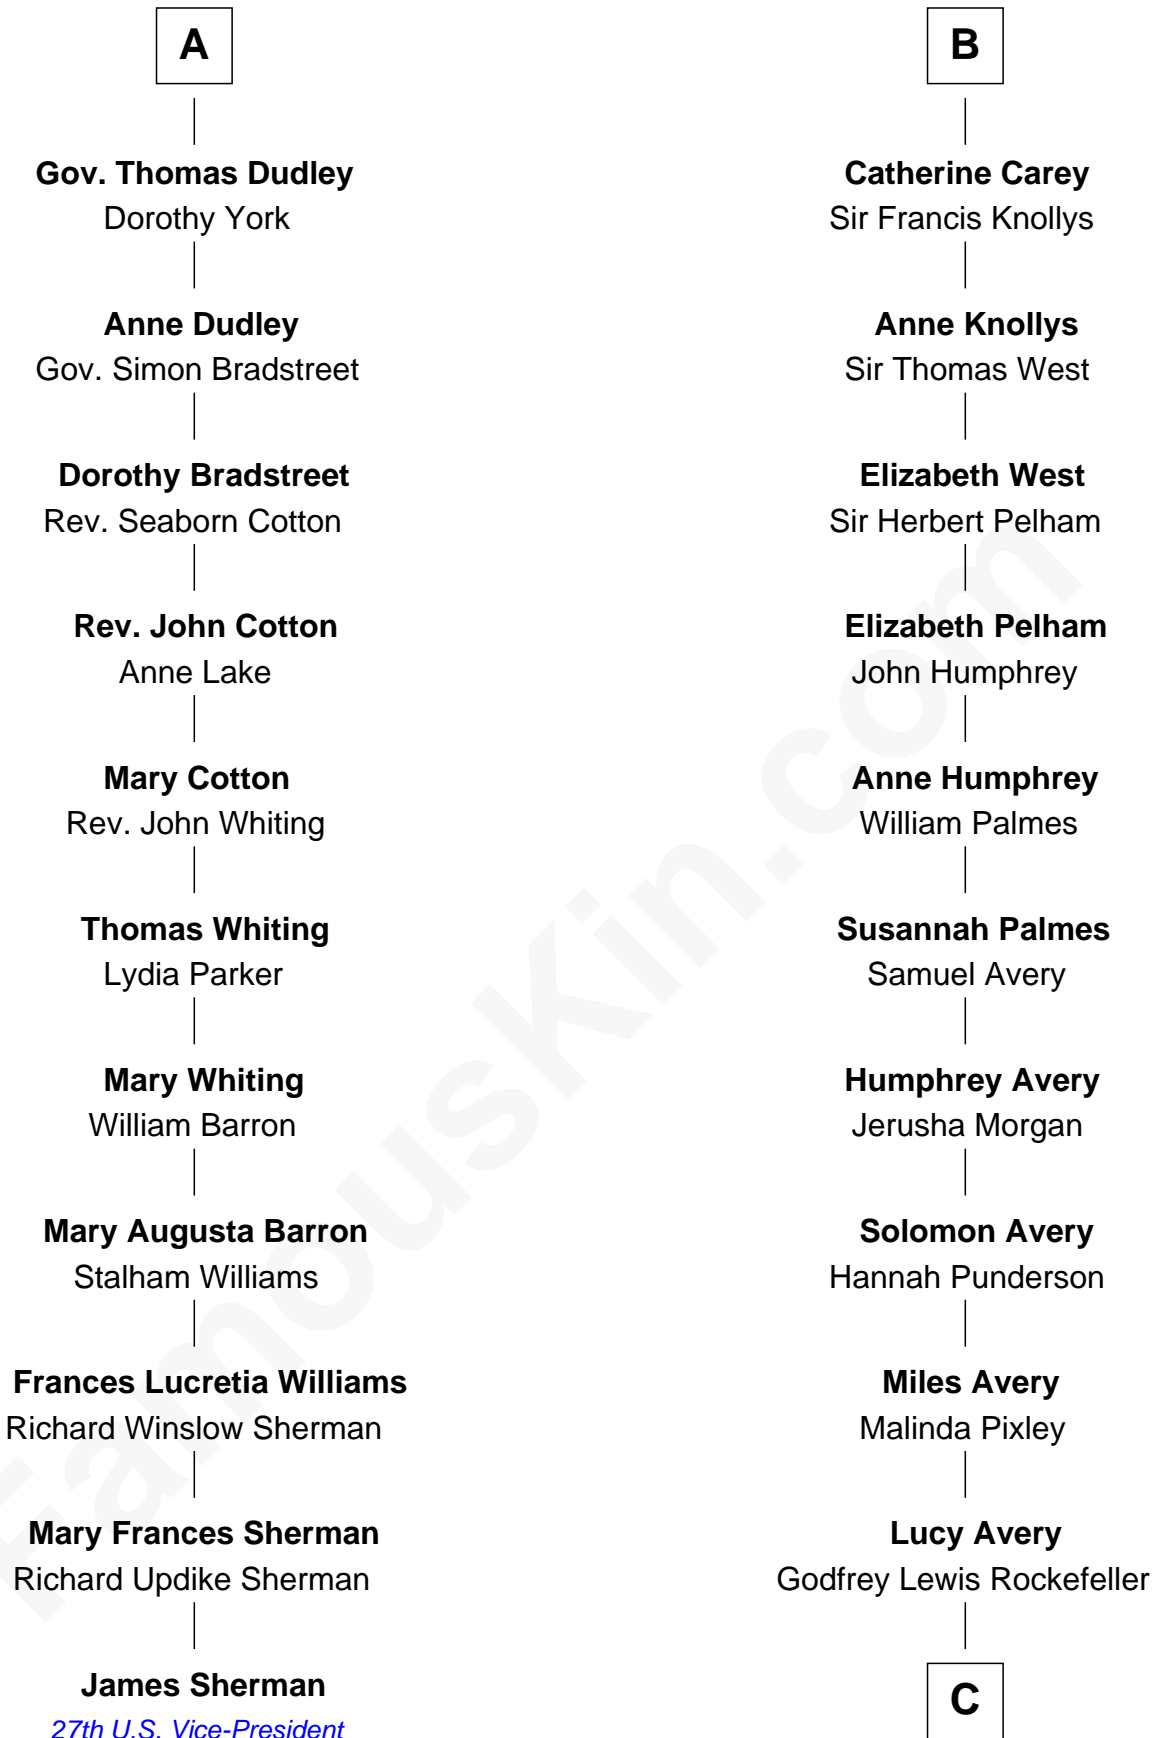 A
Gov. Thomas Dudley
Dorothy York
Anne Dudley
Gov. Simon Bradstreet
Dorothy Bradstreet
Rev. Seaborn Cotton
Rev. John Cotton
Anne Lake
Mary Cotton
Rev. John Whiting
Thomas Whiting
Lydia Parker
Mary Whiting
William Barron
Mary Augusta Barron
Stalham Williams
Frances Lucretia Williams
Richard Winslow Sherman
Mary Frances Sherman
Richard Updike Sherman
James Sherman
27th U.S. Vice-President
B
Catherine Carey
Sir Francis Knollys
Anne Knollys
Sir Thomas West
Elizabeth West
Sir Herbert Pelham
Elizabeth Pelham
John Humphrey
Anne Humphrey
William Palmes
Susannah Palmes
Samuel Avery
Humphrey Avery
Jerusha Morgan
Solomon Avery
Hannah Punderson
Miles Avery
Malinda Pixley
Lucy Avery
Godfrey Lewis Rockefeller
C
FamousKin.com